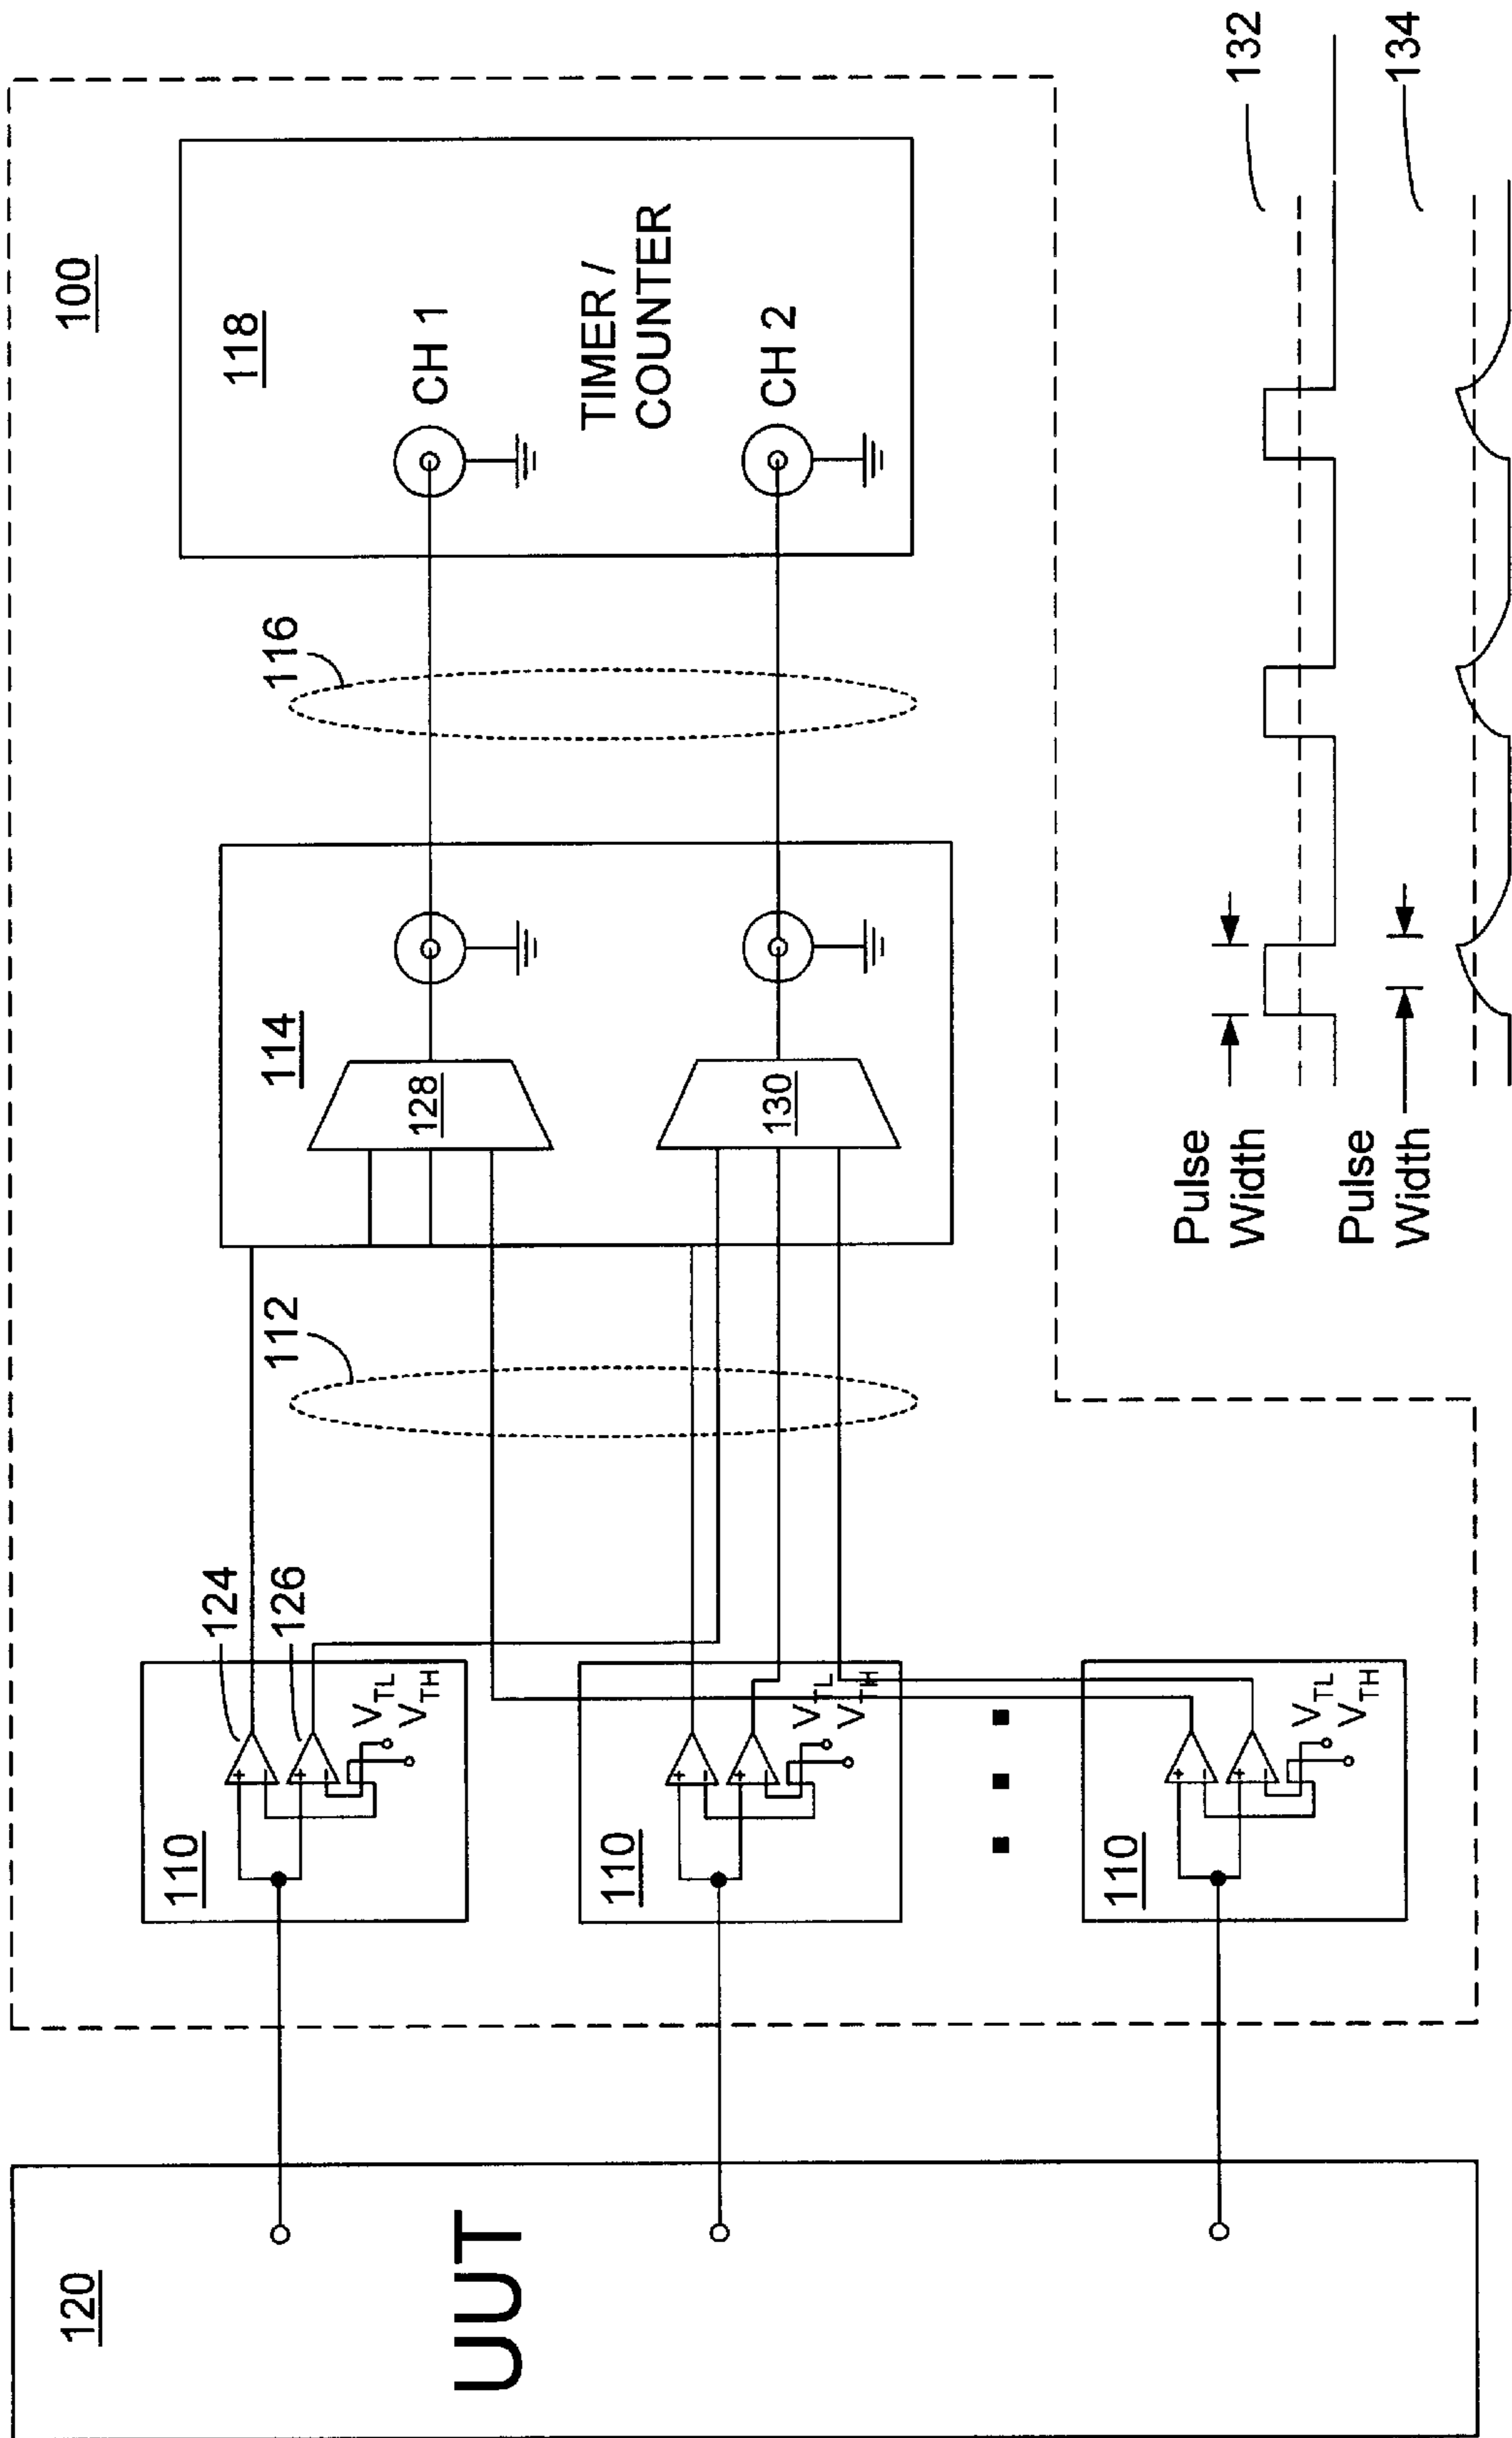 100
120
UUT
110
124
126
V_TL
V_TH
110
V_TL
V_TH
110
V_TL
V_TH
112
114
128
130
116
118
CH 1
TIMER /
COUNTER
CH 2
Pulse
Width
132
Pulse
Width
134